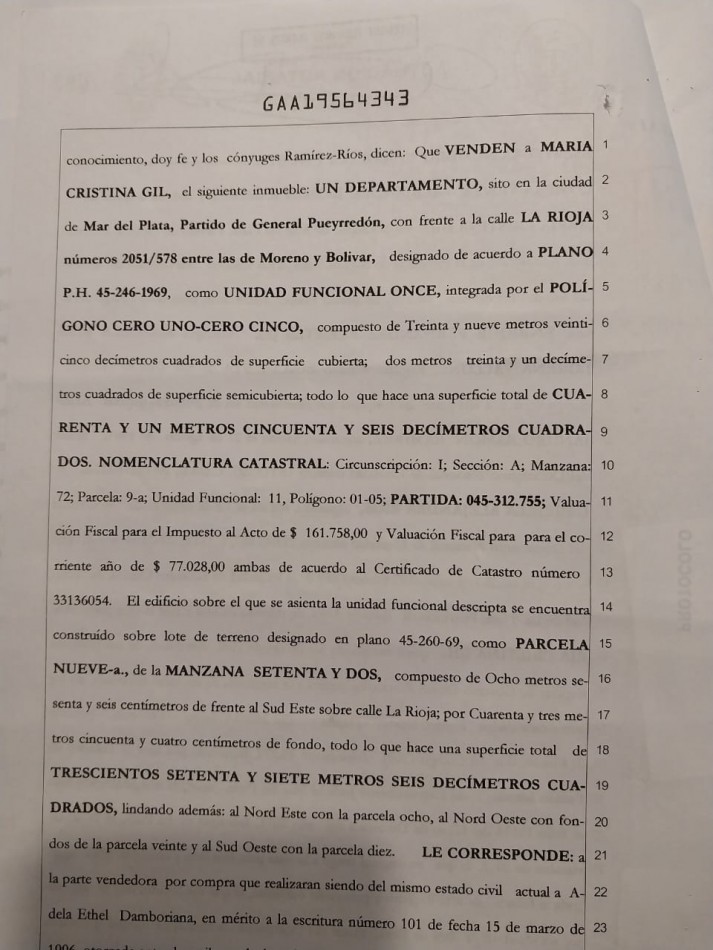 GAA19564343
conocimiento, doy fe y los cónyuges Ramírez-Ríos, dicen: Que VENDEN a MARIA 1
CRISTINA GIL, el siguiente inmueble: UN DEPARTAMENTO, sito en la ciudad 2
de Mar del Plata, Partido de General Pueyrredón, con frente a la calle LA RIOJA 3
números 2051/578 entre las de Moreno y Bolivar, designado de acuerdo a PLANO 4
P.H. 45-246-1969, como UNIDAD FUNCIONAL ONCE, integrada por el POLÍ- 5
GONO CERO UNO-CERO CINCO, compuesto de Treinta y nueve metros veinti- 6
cinco decímetros cuadrados de superficie cubierta; dos metros treinta y un decíme- 7
tros cuadrados de superficie semicubierta; todo lo que hace una superficie total de CUA- 8
RENTA Y UN METROS CINCUENTA Y SEIS DECÍMETROS CUADRA- 9
DOS. NOMENCLATURA CATASTRAL: Circunscripción: I; Sección: A; Manzana: 10
72; Parcela: 9-a; Unidad Funcional: 11, Polígono: 01-05; PARTIDA: 045-312.755; Valua- 11
ción Fiscal para el Impuesto al Acto de $ 161.758,00 y Valuación Fiscal para para el co- 12
rriente año de $ 77.028,00 ambas de acuerdo al Certificado de Catastro número 13
33136054. El edificio sobre el que se asienta la unidad funcional descripta se encuentra 14
construído sobre lote de terreno designado en plano 45-260-69, como PARCELA 15
NUEVE-a., de la MANZANA SETENTA Y DOS, compuesto de Ocho metros se- 16
senta y seis centímetros de frente al Sud Este sobre calle La Rioja; por Cuarenta y tres me- 17
tros cincuenta y cuatro centímetros de fondo, todo lo que hace una superficie total de 18
TRESCIENTOS SETENTA Y SIETE METROS SEIS DECÍMETROS CUA- 19
DRADOS, lindando además: al Nord Este con la parcela ocho, al Nord Oeste con fon- 20
dos de la parcela veinte y al Sud Oeste con la parcela diez. LE CORRESPONDE: a 21
la parte vendedora por compra que realizaran siendo del mismo estado civil actual a A- 22
dela Ethel Damboriana, en mérito a la escritura número 101 de fecha 15 de marzo de 23